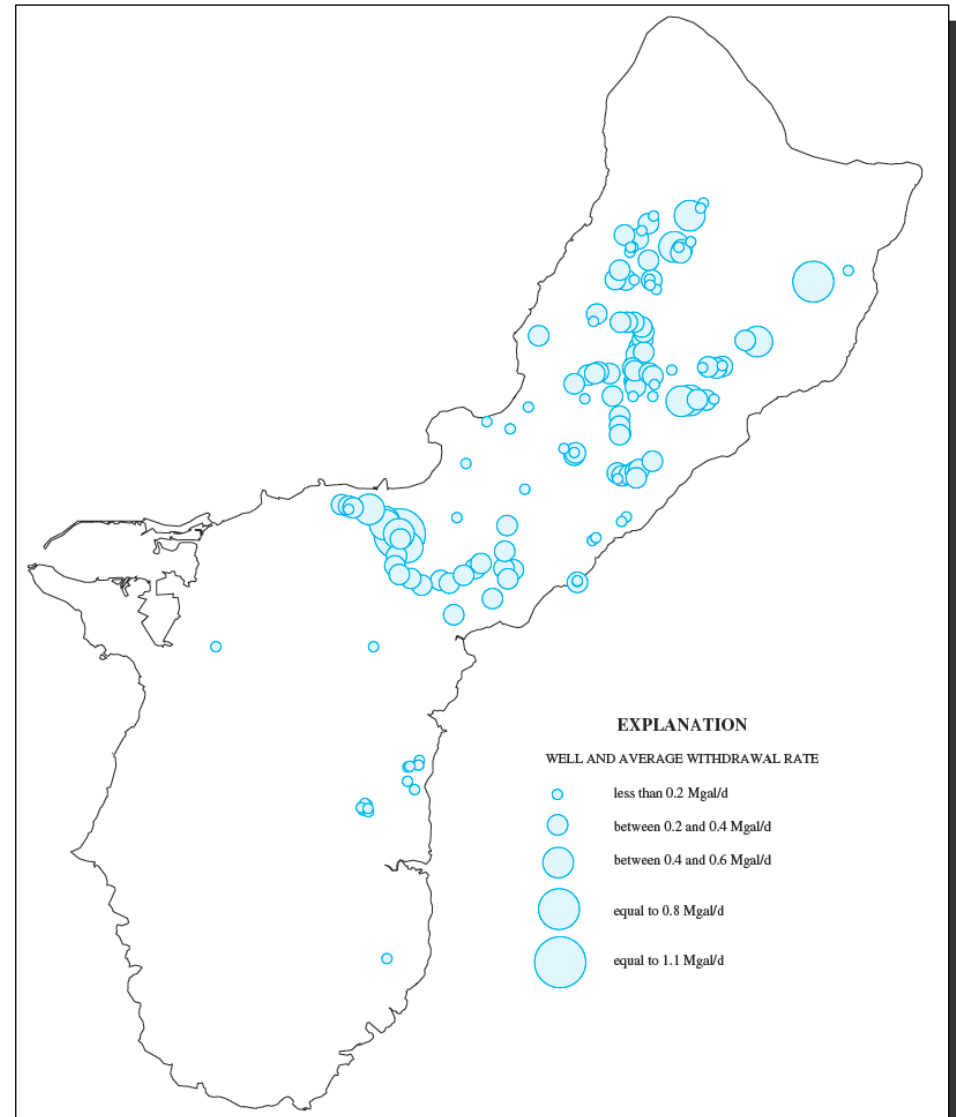 EXPLANATION
WELL AND AVERAGE WITHDRAWAL RATE
less than 0.2 Mgal/d
between 0.2 and 0.4 Mgal/d
between 0.4 and 0.6 Mgal/d
equal to 0.8 Mgal/d
equal to 1.1 Mgal/d